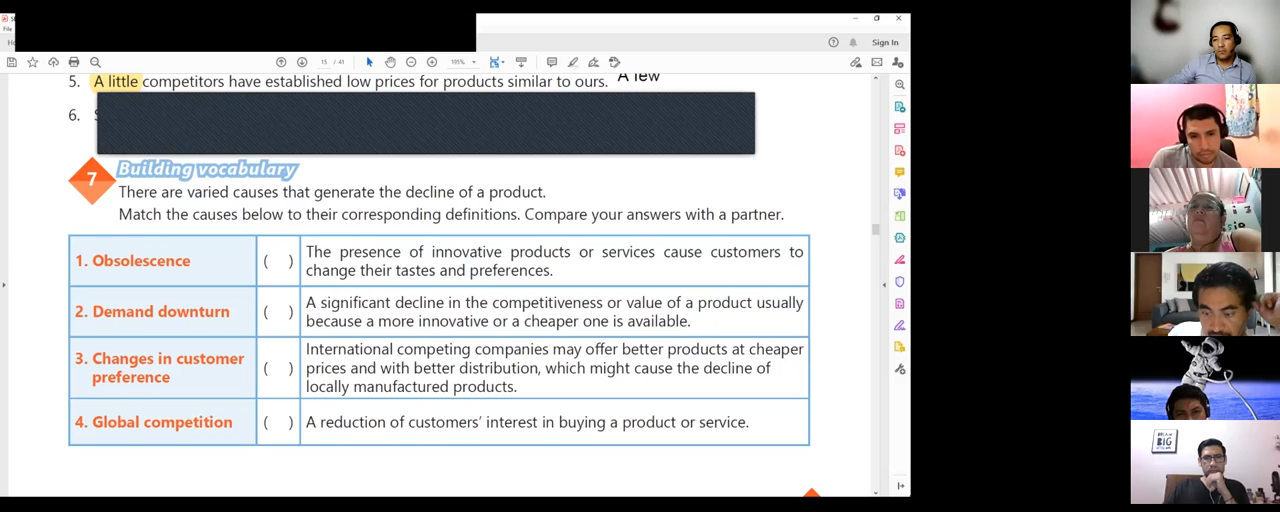 File
Sign In
15 / 41
195%
5. A little competitors have established low prices for products similar to ours. A few
6. S
7 Building vocabulary
There are varied causes that generate the decline of a product.
Match the causes below to their corresponding definitions. Compare your answers with a partner.
1. Obsolescence ( ) The presence of innovative products or services cause customers to
change their tastes and preferences.
2. Demand downturn ( ) A significant decline in the competitiveness or value of a product usually
because a more innovative or a cheaper one is available.
3. Changes in customer
preference ( ) International competing companies may offer better products at cheaper
prices and with better distribution, which might cause the decline of
locally manufactured products.
4. Global competition ( ) A reduction of customers' interest in buying a product or service.
DREAM
BIG